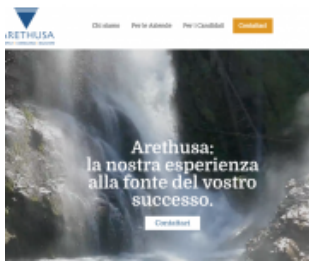 ARETHUSA
Chi siamo
Per le Aziende
Per i Candidati
Contattaci
Arethusa:
la nostra esperienza
alla fonte del vostro
successo.
Contattaci